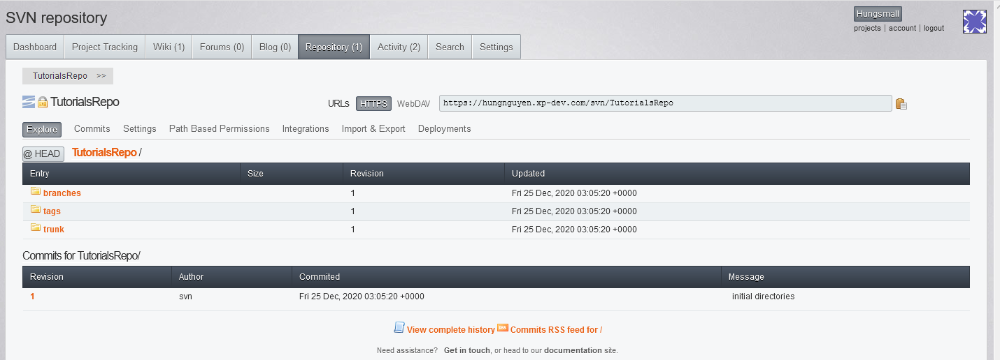 SVN repository
Hungsmall
projects | account | logout
Dashboard Project Tracking Wiki (1) Forums (0) Blog (0) Repository (1) Activity (2) Search Settings
TutorialsRepo >>
TutorialsRepo URLs HTTPS WebDAV https://hungnguyen.xp-dev.com/svn/TutorialsRepo
Explore Commits Settings Path Based Permissions Integrations Import & Export Deployments
@ HEAD TutorialsRepo /
Entry Size Revision Updated
branches 1 Fri 25 Dec, 2020 03:05:20 +0000
tags 1 Fri 25 Dec, 2020 03:05:20 +0000
trunk 1 Fri 25 Dec, 2020 03:05:20 +0000
Commits for TutorialsRepo/
Revision Author Commited Message
1 svn Fri 25 Dec, 2020 03:05:20 +0000 initial directories
View complete history RSS Commits RSS feed for /
Need assistance? Get in touch, or head to our documentation site.